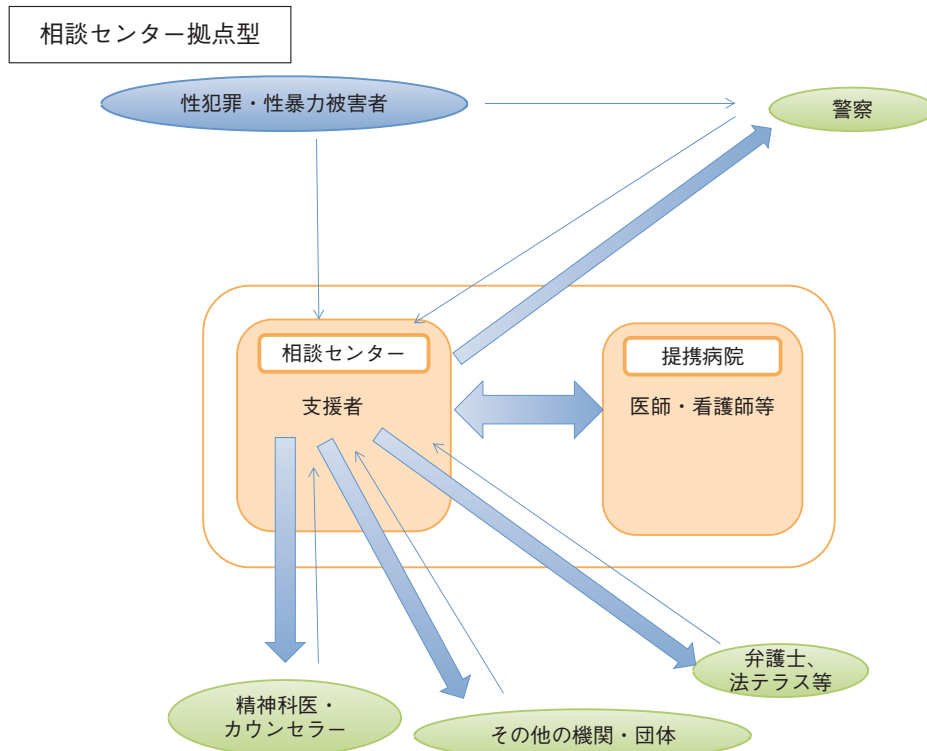 相談センター拠点型
性犯罪・性暴力被害者
警察
相談センター
支援者
提携病院
医師・看護師等
弁護士、
法テラス等
精神科医・
カウンセラー
その他の機関・団体